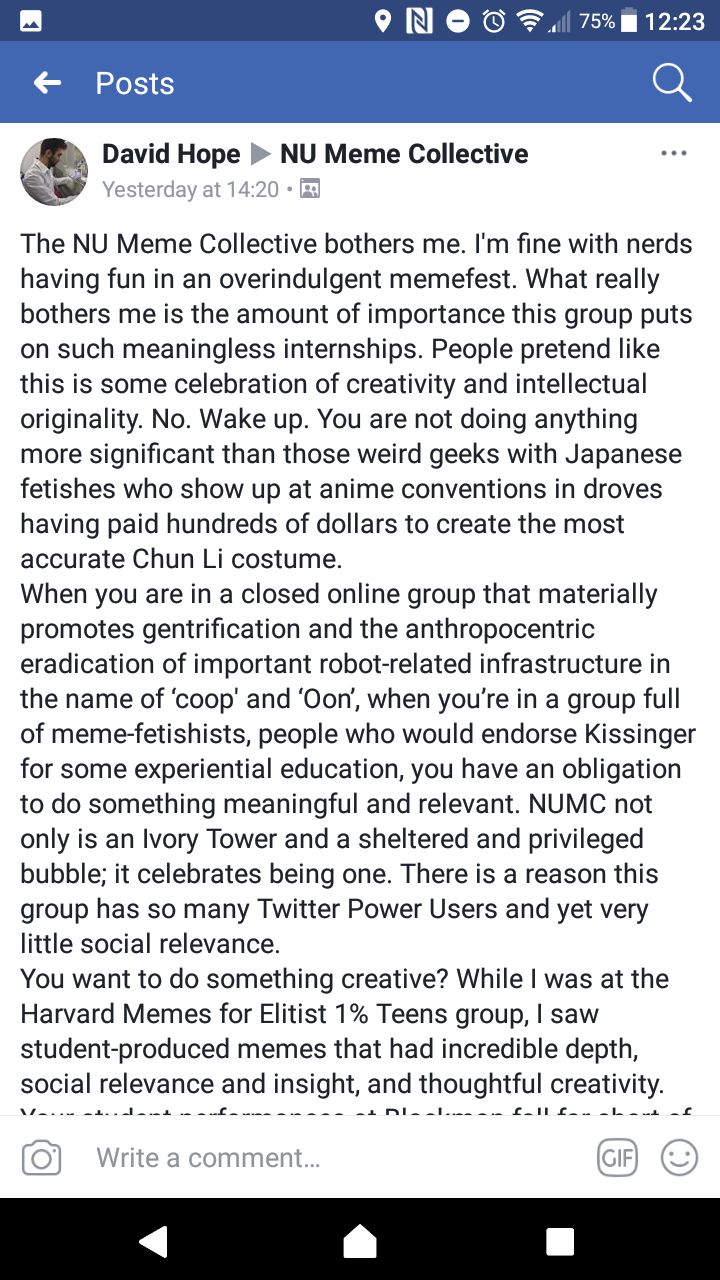 75% 12:23
Posts
David Hope ▶ NU Meme Collective
Yesterday at 14:20 •
The NU Meme Collective bothers me. I'm fine with nerds
having fun in an overindulgent memefest. What really
bothers me is the amount of importance this group puts
on such meaningless internships. People pretend like
this is some celebration of creativity and intellectual
originality. No. Wake up. You are not doing anything
more significant than those weird geeks with Japanese
fetishes who show up at anime conventions in droves
having paid hundreds of dollars to create the most
accurate Chun Li costume.
When you are in a closed online group that materially
promotes gentrification and the anthropocentric
eradication of important robot-related infrastructure in
the name of ‘coop' and ‘Oon’, when you’re in a group full
of meme-fetishists, people who would endorse Kissinger
for some experiential education, you have an obligation
to do something meaningful and relevant. NUMC not
only is an Ivory Tower and a sheltered and privileged
bubble; it celebrates being one. There is a reason this
group has so many Twitter Power Users and yet very
little social relevance.
You want to do something creative? While I was at the
Harvard Memes for Elitist 1% Teens group, I saw
student-produced memes that had incredible depth,
social relevance and insight, and thoughtful creativity.
Your student performances at Blackman fall far short of
Write a comment...
GIF